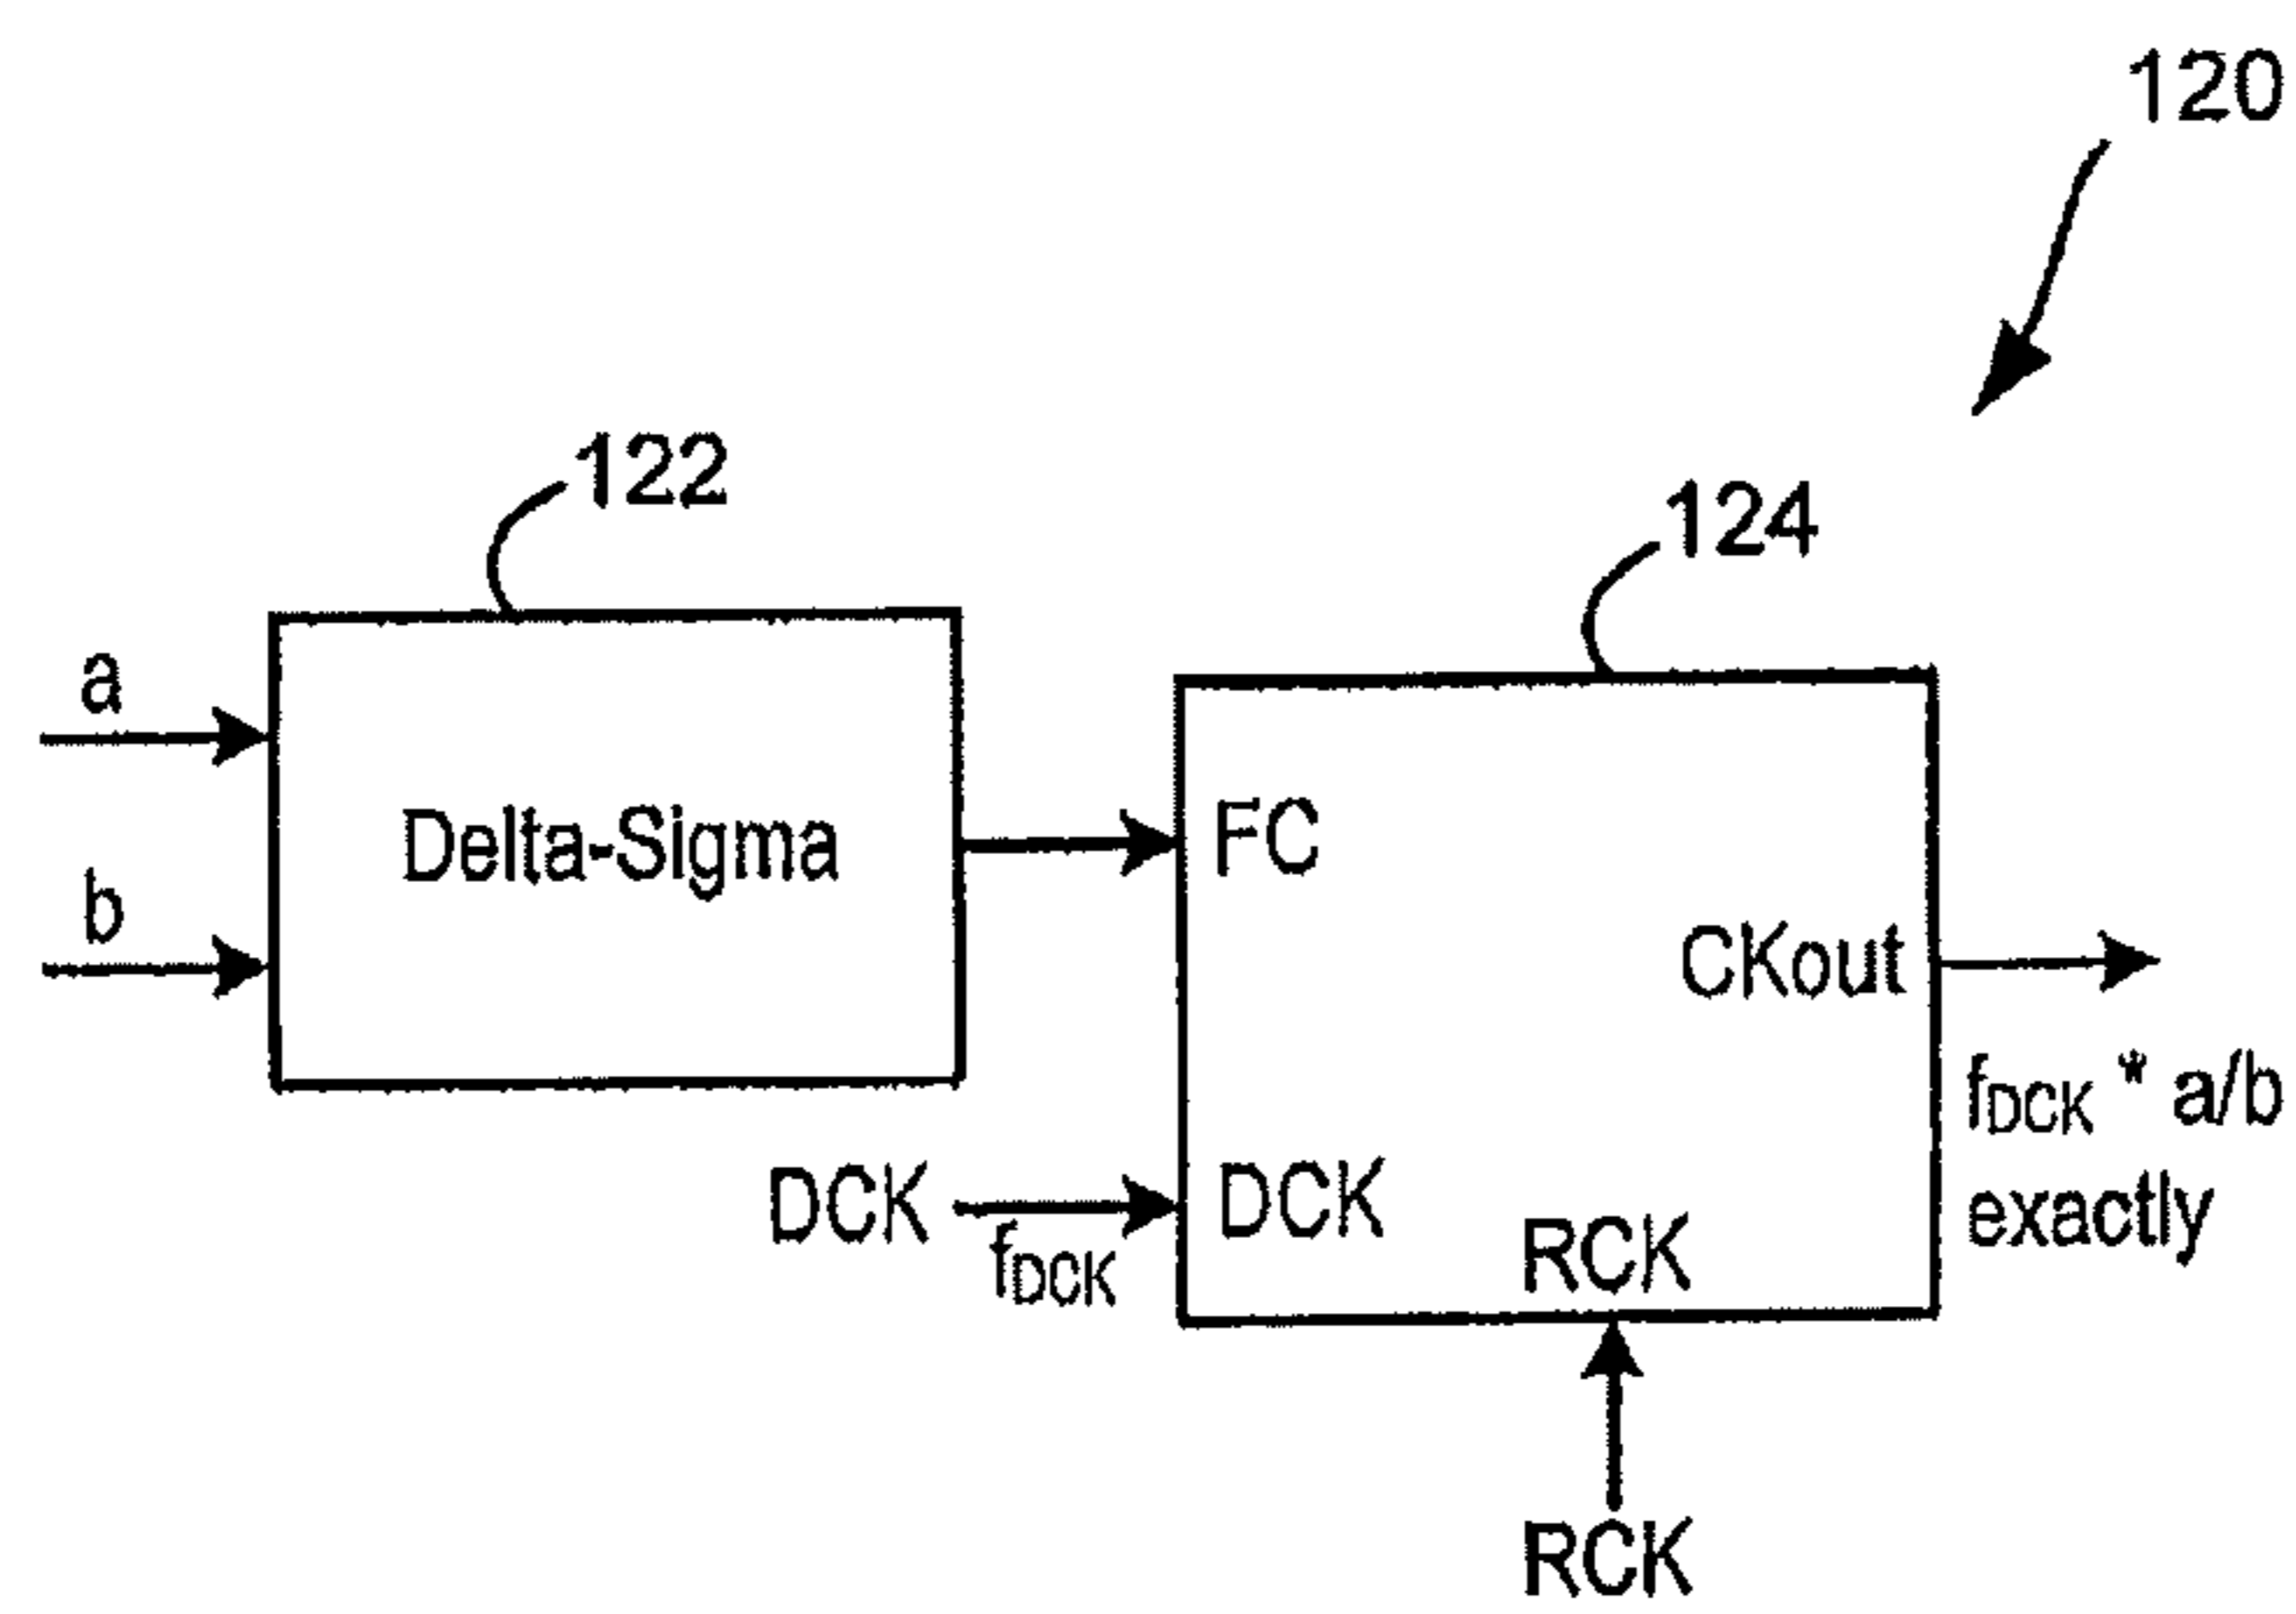 120
122
124
a
Delta-Sigma
b
FC
CKout
fDCK * a/b
exactly
DCK
fDCK
DCK
RCK
RCK